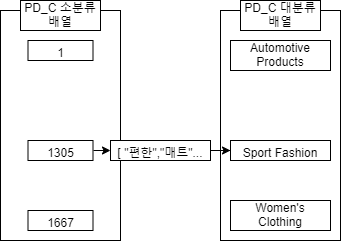 PD_C 소분류
배열
PD_C 대분류
배열
1
Automotive
Products
1305
[ "편한","매트"...
Sport Fashion
1667
Women's
Clothing